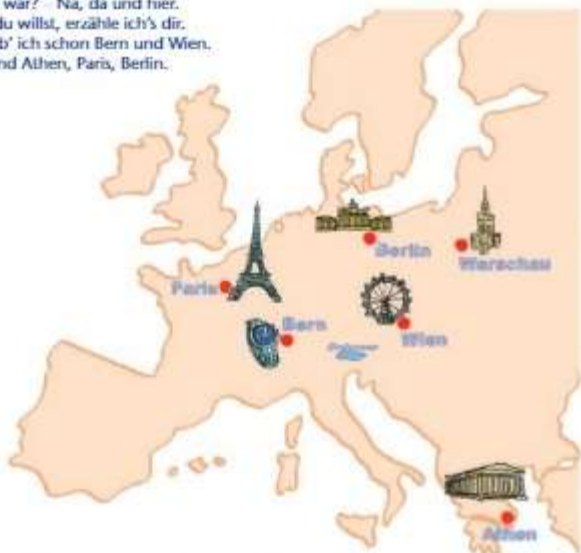 war? – Na, da und hier.
du willst, erzähle ich's dir.
b' ich schon Bern und Wien.
nd Athen, Paris, Berlin.
Berlin
Warschau
Paris
Bern
Wien
Athen